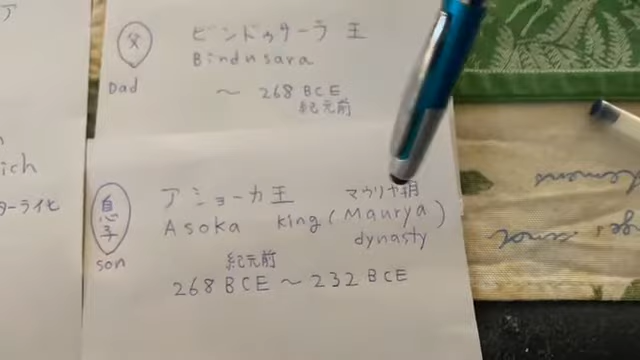 ア
父
Dad
ビンドゥサーラ 王
Bindusara
～ 268 BCE
紀元前
ich
ターライヒ
息子
son
アショーカ王
マウリヤ朝
Asoka king (Maurya)
dynasty
紀元前
268 BCE ～ 232 BCE